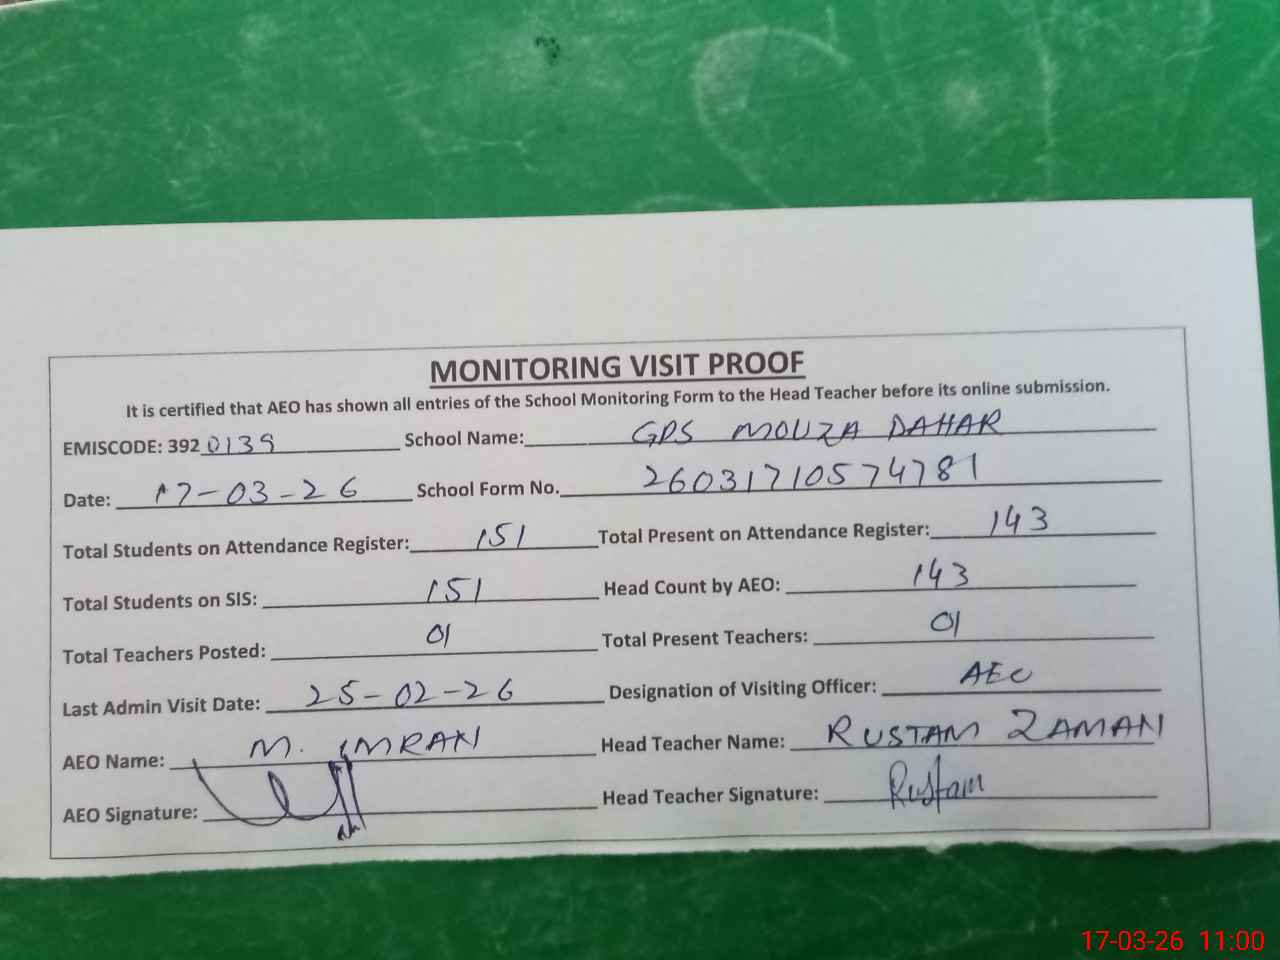 MONITORING VISIT PROOF
It is certified that AEO has shown all entries of the School Monitoring Form to the Head Teacher before its online submission.
EMISCODE: 3920139 School Name: GPS MOUZA DAHAR
Date: 17-03-26 School Form No. 26031710574781
Total Students on Attendance Register: 151 Total Present on Attendance Register: 143
Total Students on SIS: 151 Head Count by AEO: 143
Total Teachers Posted: 01 Total Present Teachers: 01
Last Admin Visit Date: 25-02-26 Designation of Visiting Officer: AEO
AEO Name: M. IMRAN Head Teacher Name: RUSTAM ZAMAN
AEO Signature: Head Teacher Signature: Rustam
17-03-26 11:00